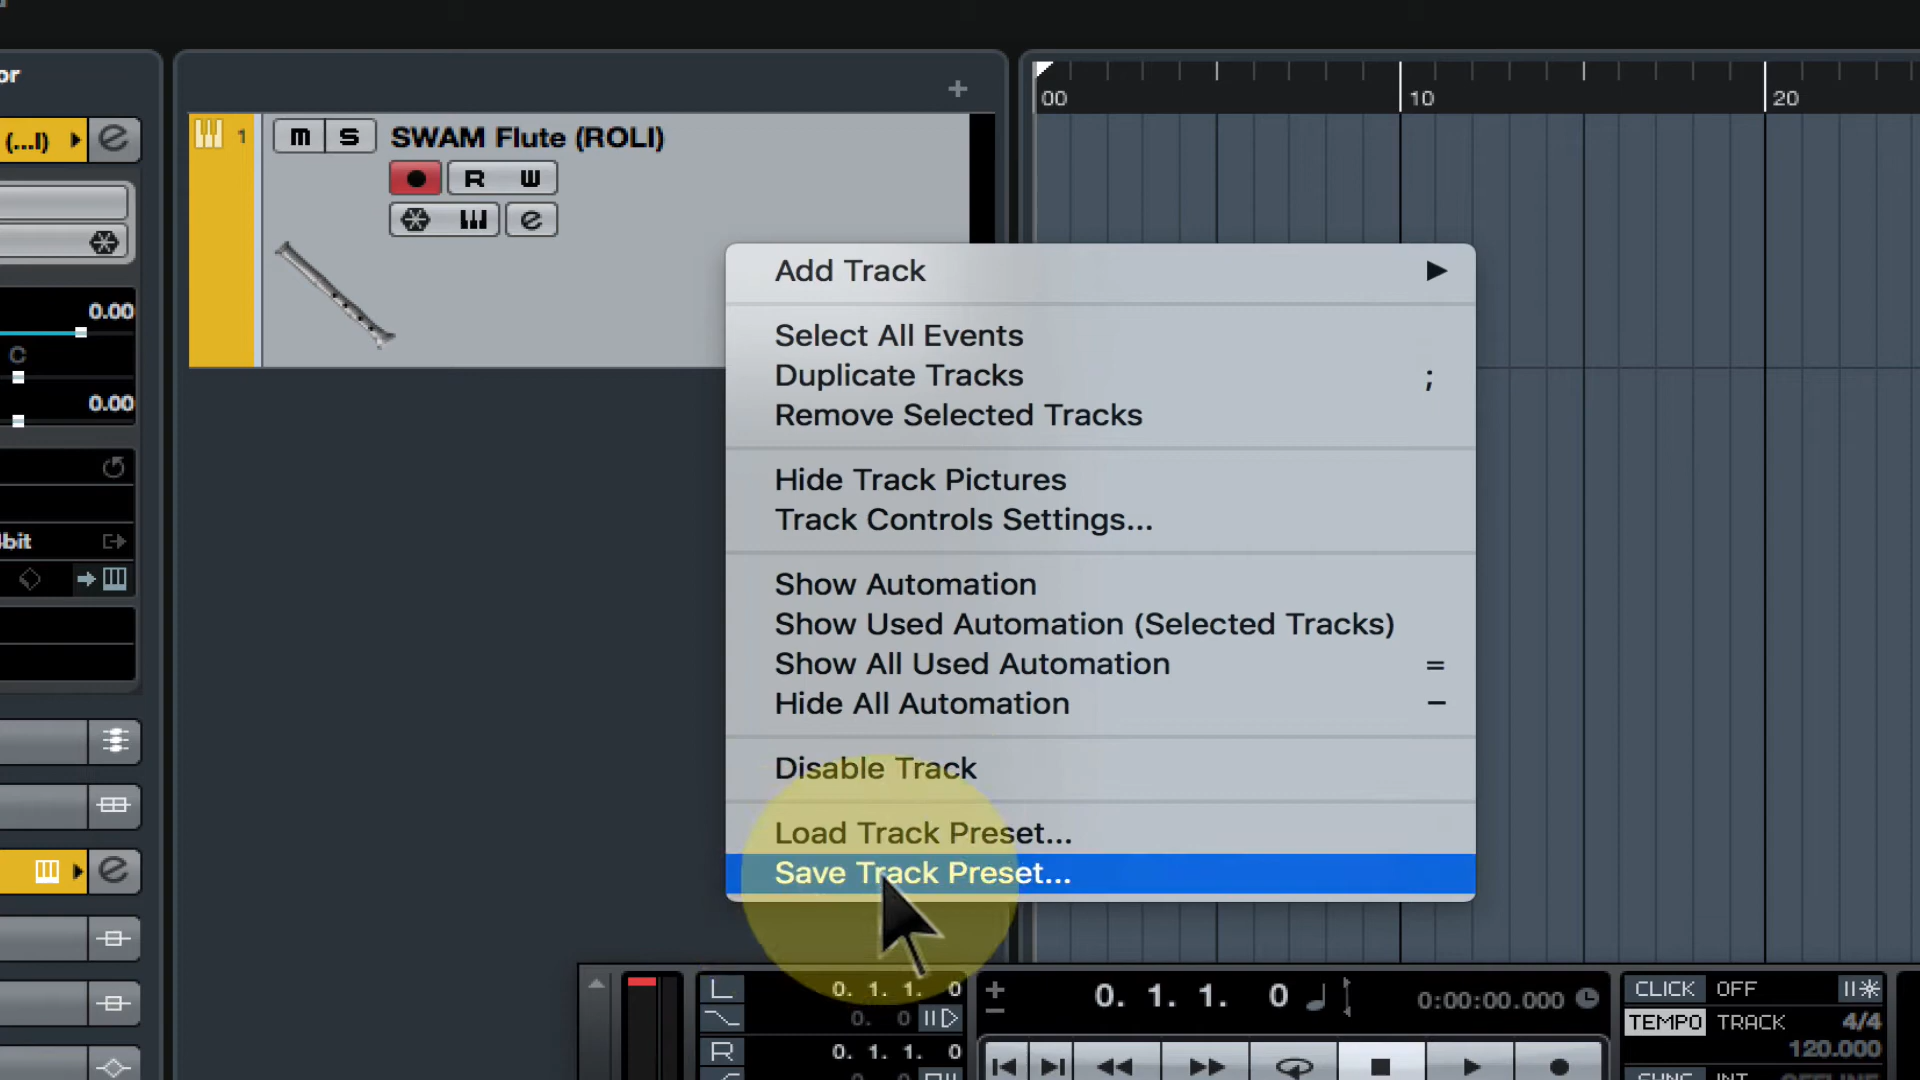 or
00
10
20
(...I)
1
m S SWAM Flute (ROLI)
R W
e
e
0.00
C
0.00
Add Track
Select All Events
Duplicate Tracks ;
Remove Selected Tracks
Hide Track Pictures
Track Controls Settings...
bit
Show Automation
Show Used Automation (Selected Tracks)
Show All Used Automation =
Hide All Automation –
Disable Track
Load Track Preset...
Save Track Preset...
e
L 0. 1. 1. 0
0. 0
R 0. 1. 1. 0
0. 1. 1. 0
0:00:00.000
CLICK OFF
TEMPO TRACK 4/4
120.000